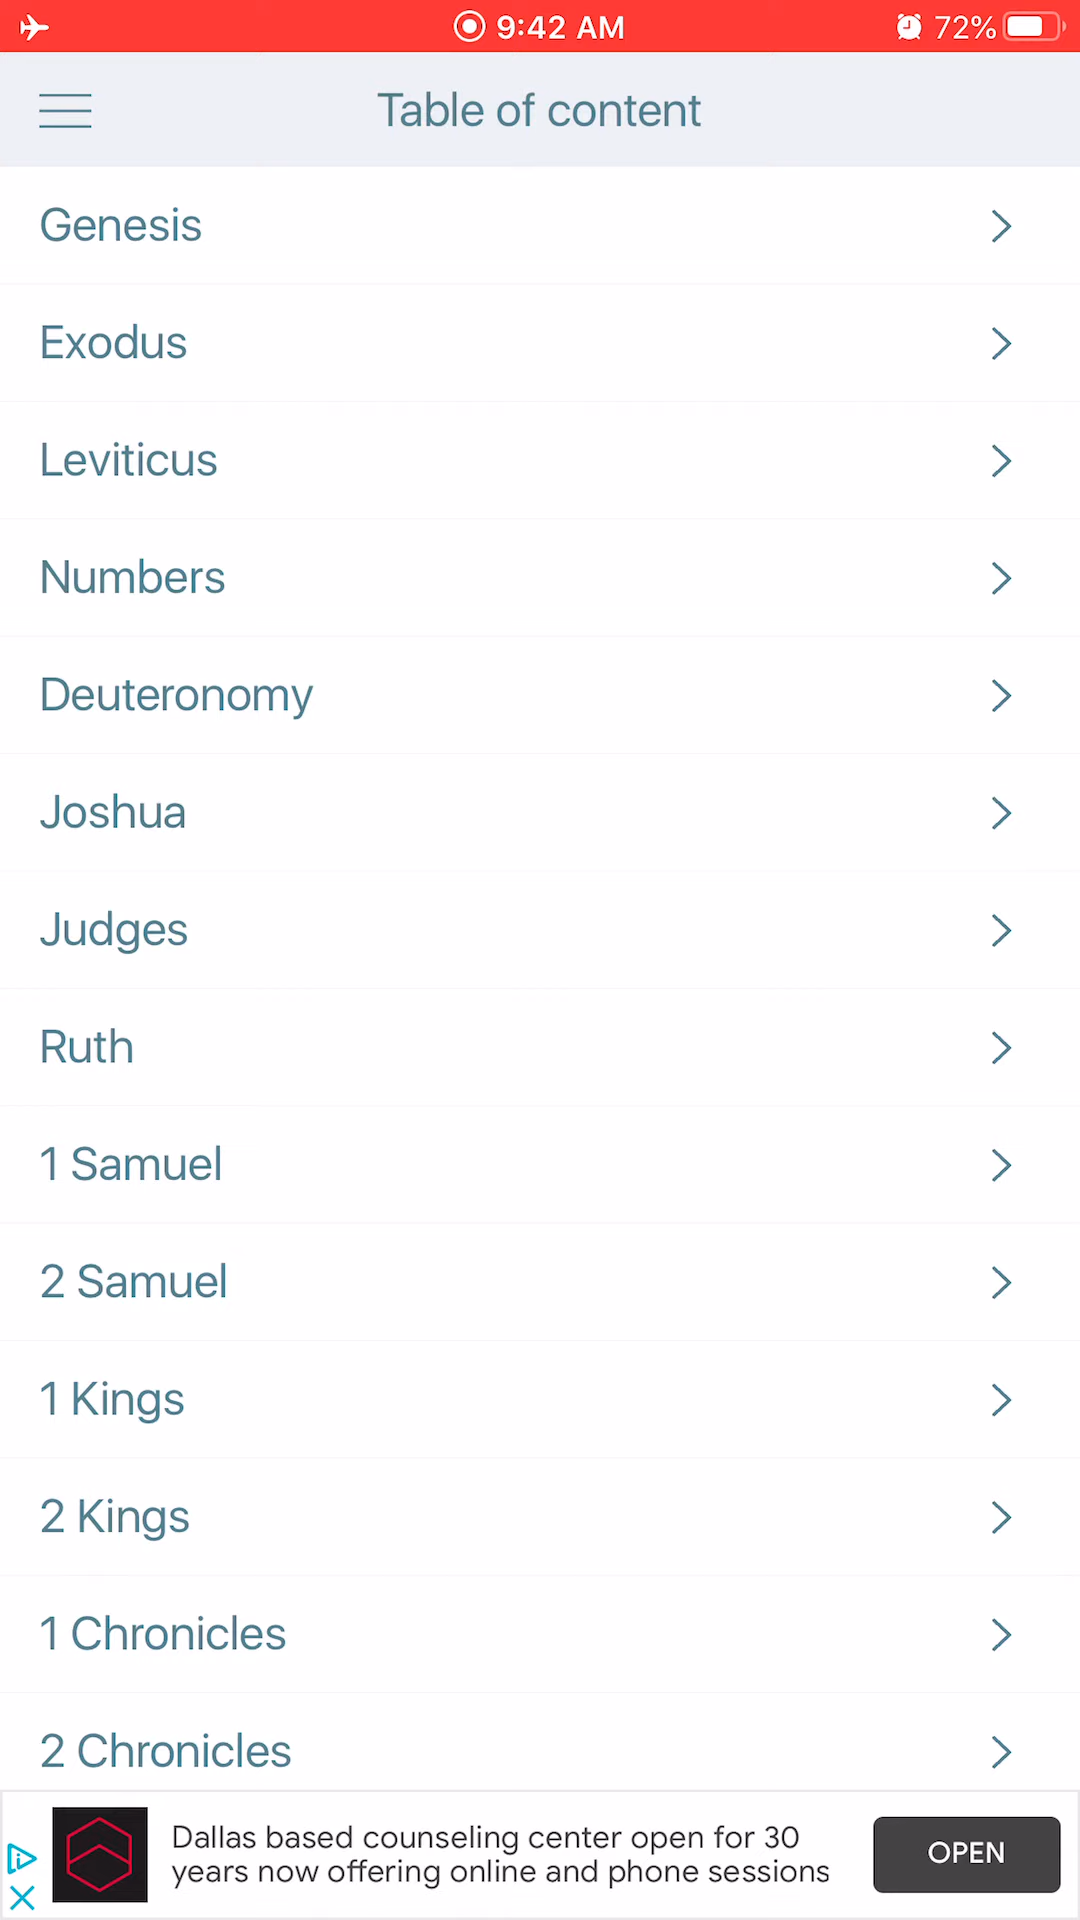 9:42 AM
72%
Table of content
Genesis
Exodus
Leviticus
Numbers
Deuteronomy
Joshua
Judges
Ruth
1 Samuel
2 Samuel
1 Kings
2 Kings
1 Chronicles
2 Chronicles
Dallas based counseling center open for 30
years now offering online and phone sessions
OPEN